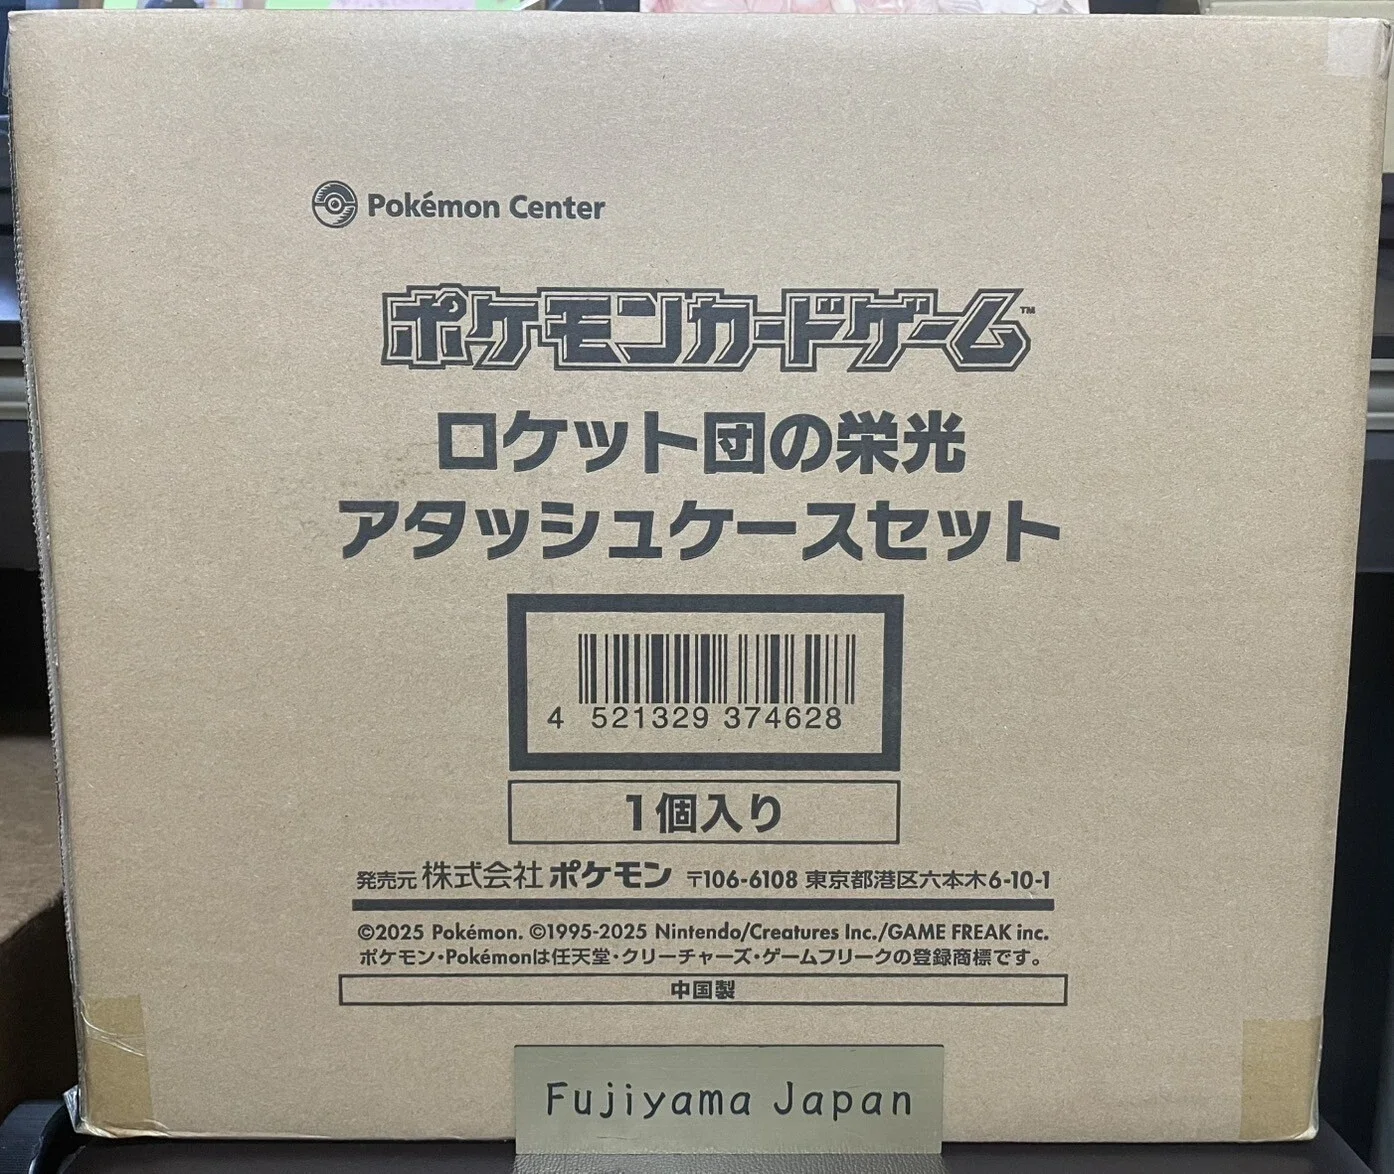 Pokémon Center
ポケモンカードゲーム™
ロケット団の栄光
アタッシュケースセット
4 521329 374628
1個入り
発売元 株式会社 ポケモン 〒106-6108 東京都港区六本木6-10-1
©2025 Pokémon. ©1995-2025 Nintendo/Creatures Inc./GAME FREAK inc.
ポケモン・Pokémonは任天堂・クリーチャーズ・ゲームフリークの登録商標です。
中国製
Fujiyama Japan